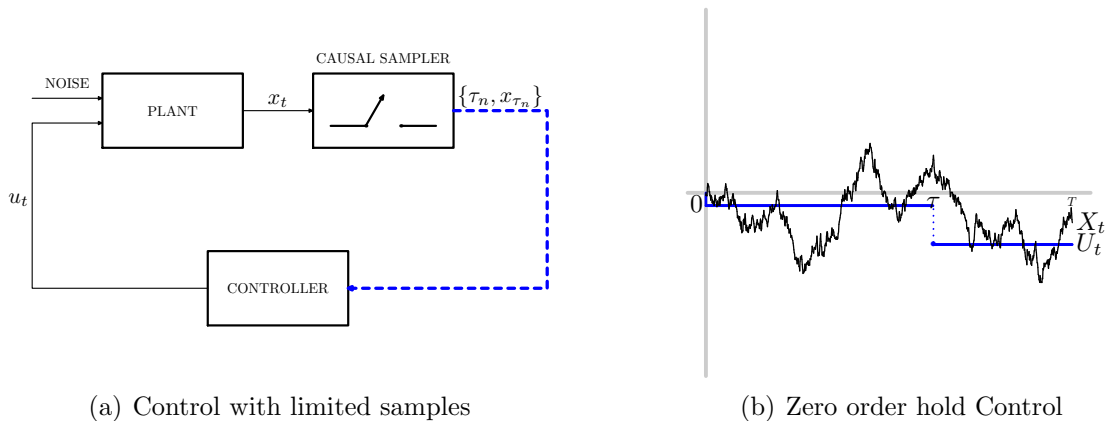 CAUSAL SAMPLER
NOISE
PLANT
x_t
{τ_n, x_{τ_n}}
u_t
CONTROLLER
(a) Control with limited samples
0
τ
T
X_t
U_t
(b) Zero order hold Control